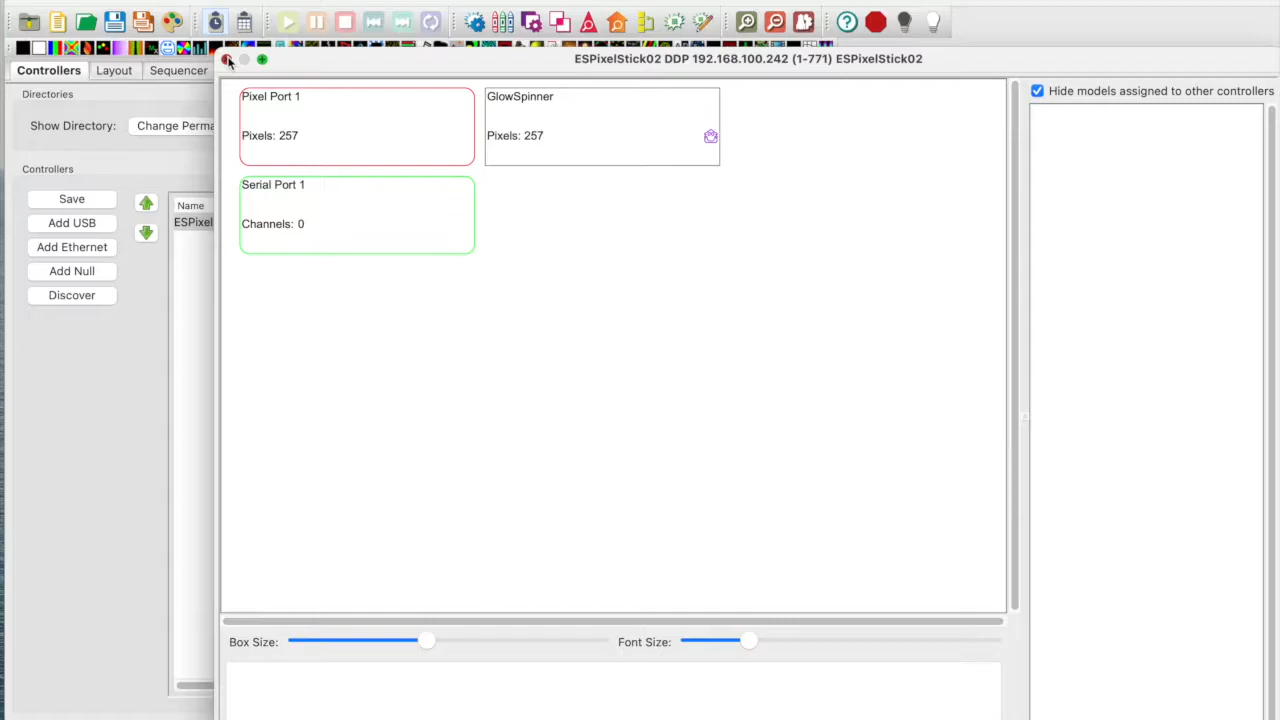 ESPixelStick02 DDP 192.168.100.242 (1-771) ESPixelStick02
Controllers
Layout
Sequencer
Directories
Show Directory:
Change Perma
Controllers
Save
Add USB
Add Ethernet
Add Null
Discover
Name
ESPixel
Pixel Port 1
Pixels: 257
GlowSpinner
Pixels: 257
Serial Port 1
Channels: 0
Hide models assigned to other controllers
Box Size:
Font Size: